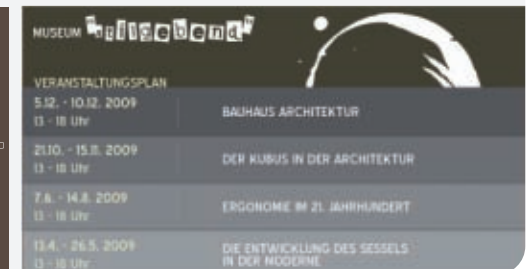 MUSEUM "stilgebend"
VERANSTALTUNGSPLAN
5.12. - 10.12. 2009
13 - 18 Uhr
BAUHAUS ARCHITEKTUR
21.10. - 15.11. 2009
13 - 18 Uhr
DER KUBUS IN DER ARCHITEKTUR
7.6. - 14.8. 2009
13 - 18 Uhr
ERGONOMIE IM 21. JAHRHUNDERT
13.4. - 26.5. 2009
13 - 18 Uhr
DIE ENTWICKLUNG DES SESSELS
IN DER MODERNE